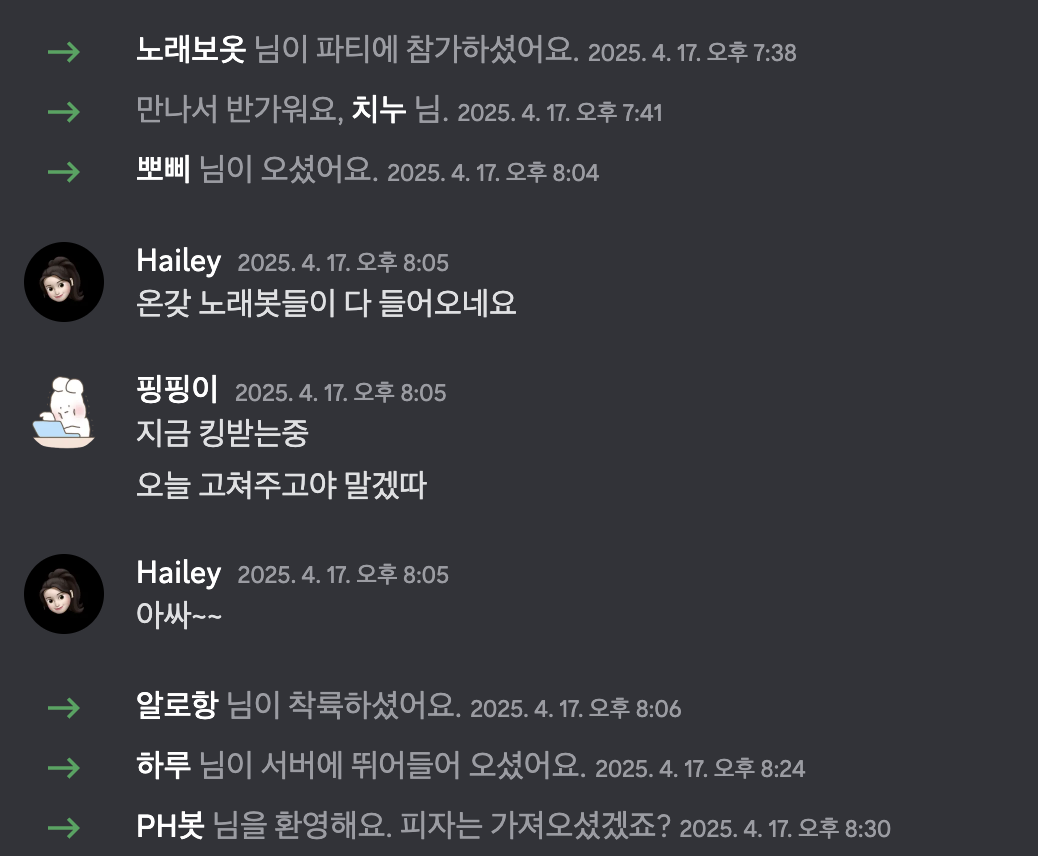 노래보옷 님이 파티에 참가하셨어요. 2025. 4. 17. 오후 7:38
만나서 반가워요, 치누 님. 2025. 4. 17. 오후 7:41
뽀삐 님이 오셨어요. 2025. 4. 17. 오후 8:04
Hailey 2025. 4. 17. 오후 8:05
온갖 노래봇들이 다 들어오네요
핑핑이 2025. 4. 17. 오후 8:05
지금 킹받는중
오늘 고쳐주고야 말겠따
Hailey 2025. 4. 17. 오후 8:05
아싸~~
알로항 님이 착륙하셨어요. 2025. 4. 17. 오후 8:06
하루 님이 서버에 뛰어들어 오셨어요. 2025. 4. 17. 오후 8:24
PH봇 님을 환영해요. 피자는 가져오셨겠죠? 2025. 4. 17. 오후 8:30